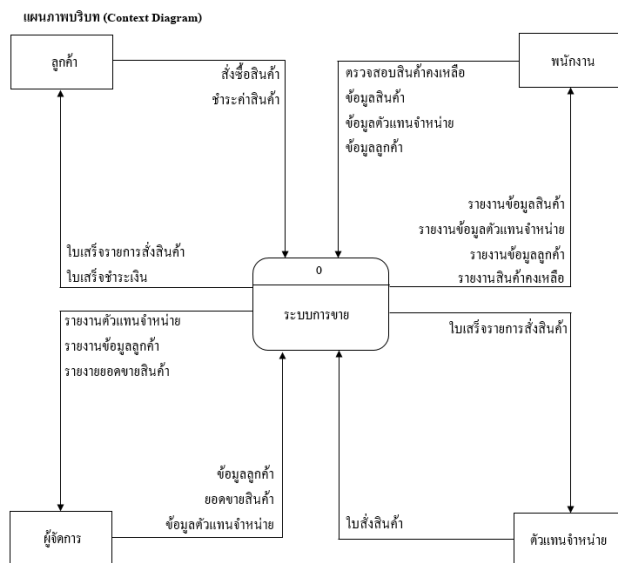 แผนภาพบริบท (Context Diagram)
ลูกค้า
สั่งซื้อสินค้า
ชำระค่าสินค้า
ตรวจสอบสินค้าคงเหลือ
ข้อมูลสินค้า
ข้อมูลตัวแทนจำหน่าย
ข้อมูลลูกค้า
พนักงาน
ใบเสร็จรายการสั่งสินค้า
ใบเสร็จชำระเงิน
รายงานข้อมูลสินค้า
รายงานข้อมูลตัวแทนจำหน่าย
รายงานข้อมูลลูกค้า
รายงานสินค้าคงเหลือ
0
ระบบการขาย
รายงานตัวแทนจำหน่าย
รายงานข้อมูลลูกค้า
รายงายยอดขายสินค้า
ใบเสร็จรายการสั่งสินค้า
ข้อมูลลูกค้า
ยอดขายสินค้า
ข้อมูลตัวแทนจำหน่าย
ใบสั่งสินค้า
ผู้จัดการ
ตัวแทนจำหน่าย